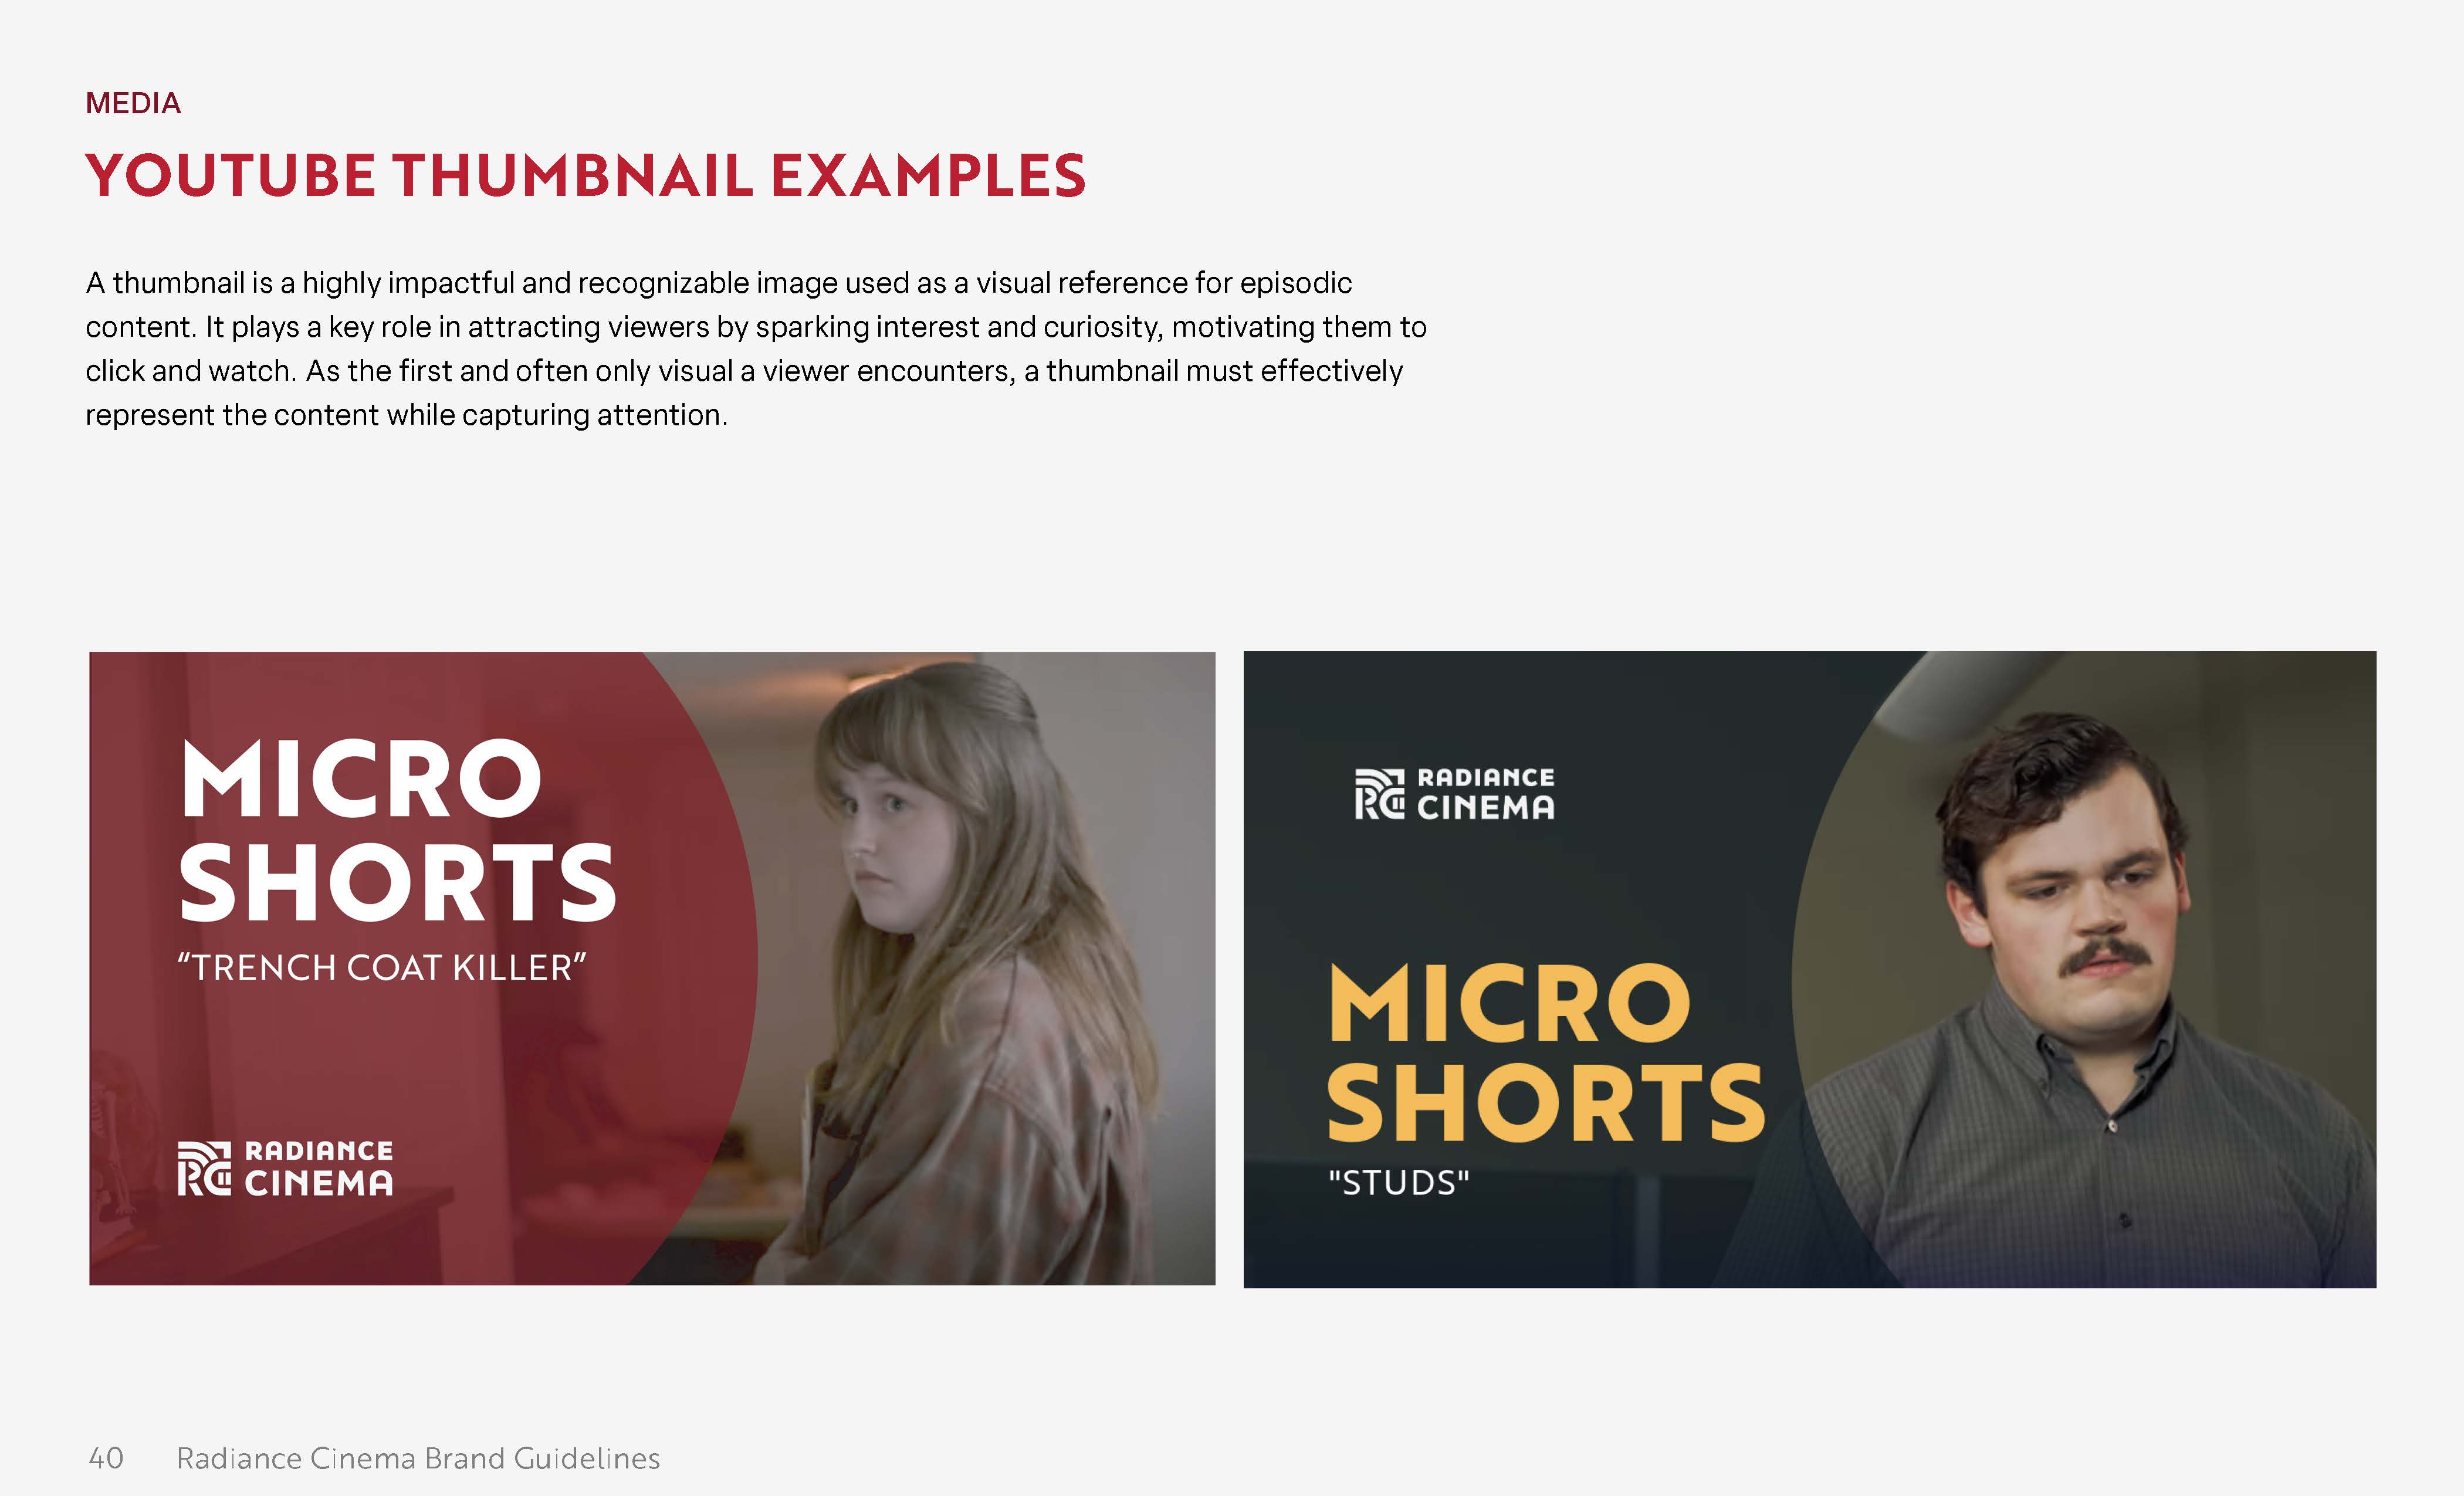 MEDIA
YOUTUBE THUMBNAIL EXAMPLES
A thumbnail is a highly impactful and recognizable image used as a visual reference for episodic
content. It plays a key role in attracting viewers by sparking interest and curiosity, motivating them to
click and watch. As the first and often only visual a viewer encounters, a thumbnail must effectively
represent the content while capturing attention.
MICRO
SHORTS
“TRENCH COAT KILLER”
RC RADIANCE
CINEMA
RC RADIANCE
CINEMA
MICRO
SHORTS
"STUDS"
40 Radiance Cinema Brand Guidelines